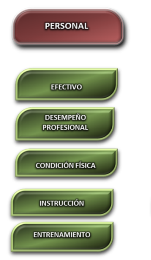 PERSONAL
EFECTIVO
DESEMPEÑO
PROFESIONAL
CONDICIÓN FÍSICA
INSTRUCCIÓN
ENTRENAMIENTO